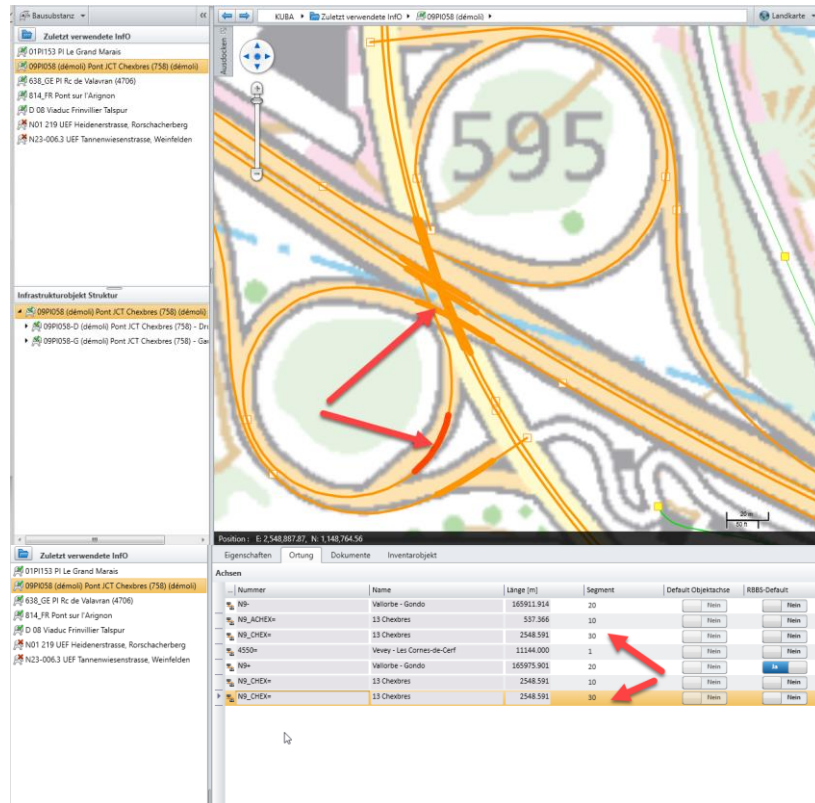 Bausubstanz
KUBA Zuletzt verwendete InfO 09PI058 (démoli)
Landkarte
Zuletzt verwendete InfO
01PI153 PI Le Grand Marais
09PI058 (démoli) Pont JCT Chexbres (758) (démoli)
638_GE PI Rc de Valavran (4706)
814_FR Pont sur l'Arignon
D 08 Viaduc Frinvillier Talspur
N01 219 UEF Heidenerstrasse, Rorschacherberg
N23-006.3 UEF Tannenwiesenstrasse, Weinfelden
Ausdocken
595
Infrastrukturobjekt Struktur
09PI058 (démoli) Pont JCT Chexbres (758) (démoli)
09PI058-D (démoli) Pont JCT Chexbres (758) - Dr
09PI058-G (démoli) Pont JCT Chexbres (758) - Ga
20 m
50 ft
Position : E: 2,548,887.87, N: 1,148,764.56
Zuletzt verwendete InfO
01PI153 PI Le Grand Marais
09PI058 (démoli) Pont JCT Chexbres (758) (démoli)
638_GE PI Rc de Valavran (4706)
814_FR Pont sur l'Arignon
D 08 Viaduc Frinvillier Talspur
N01 219 UEF Heidenerstrasse, Rorschacherberg
N23-006.3 UEF Tannenwiesenstrasse, Weinfelden
Eigenschaften Ortung Dokumente Inventarobjekt
Achsen
... Nummer Name Länge [m] Segment Default Objektachse RBBS-Default
N9- Vallorbe - Gondo 165911.914 20 Nein Nein
N9_ACHEX= 13 Chexbres 537.366 10 Nein Nein
N9_CHEX= 13 Chexbres 2548.591 30 Nein Nein
4550= Vevey - Les Cornes-de-Cerf 11144.000 1 Nein Nein
N9= Vallorbe - Gondo 165975.901 20 Nein Ja
N9_CHEX= 13 Chexbres 2548.591 10 Nein Nein
N9_CHEX= 13 Chexbres 2548.591 30 Nein Nein